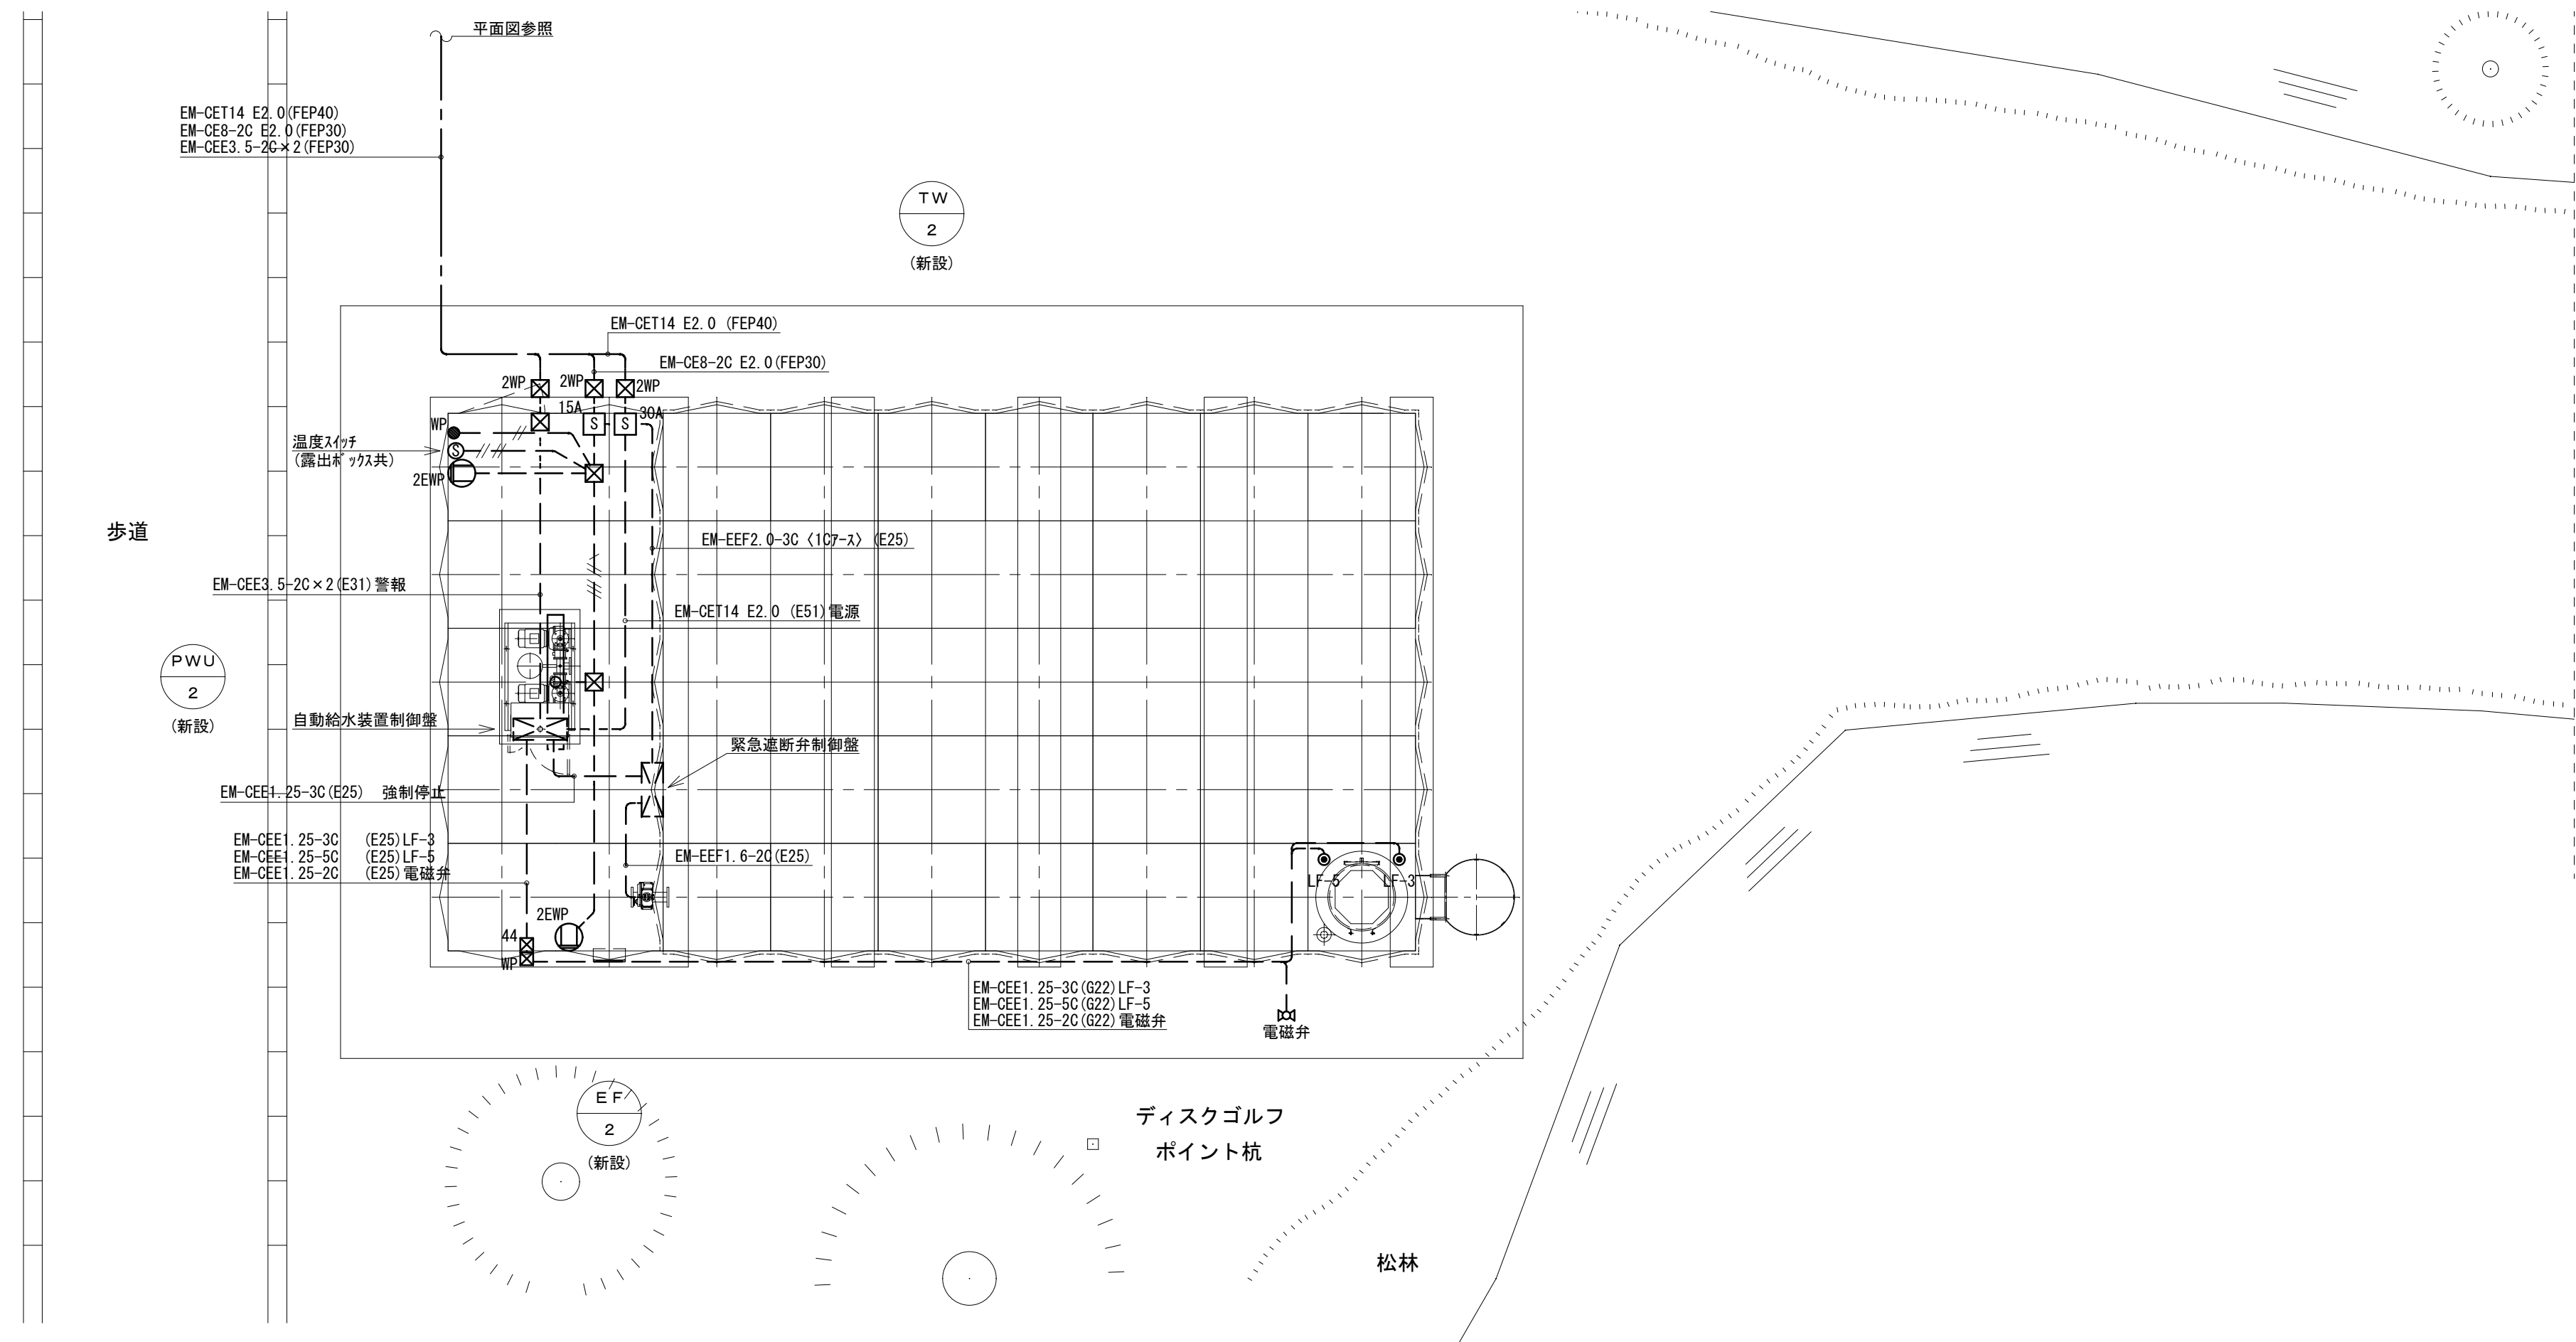 平面図参照
EM-CET14 E2.0(FEP40)
EM-CE8-2C E2.0(FEP30)
EM-CEE3.5-2C×2(FEP30)
TW
2
(新設)
EM-CET14 E2.0 (FEP40)
EM-CE8-2C E2.0(FEP30)
2WP
2WP
2WP
15A
30A
S
S
WP
温度スイッチ
(露出ボックス共)
S
2EWP
歩道
EM-EEF2.0-3C〈1Cアース〉(E25)
EM-CEE3.5-2C×2(E31)警報
EM-CET14 E2.0 (E51)電源
PWU
2
(新設)
自動給水装置制御盤
緊急遮断弁制御盤
EM-CEE1.25-3C(E25) 強制停止
EM-CEE1.25-3C (E25)LF-3
EM-CEE1.25-5C (E25)LF-5
EM-CEE1.25-2C (E25)電磁弁
EM-EEF1.6-2C(E25)
LF-5
LF-3
2EWP
44
WP
EM-CEE1.25-3C(G22)LF-3
EM-CEE1.25-5C(G22)LF-5
EM-CEE1.25-2C(G22)電磁弁
電磁弁
EF
2
(新設)
ディスクゴルフ
ポイント杭
松林